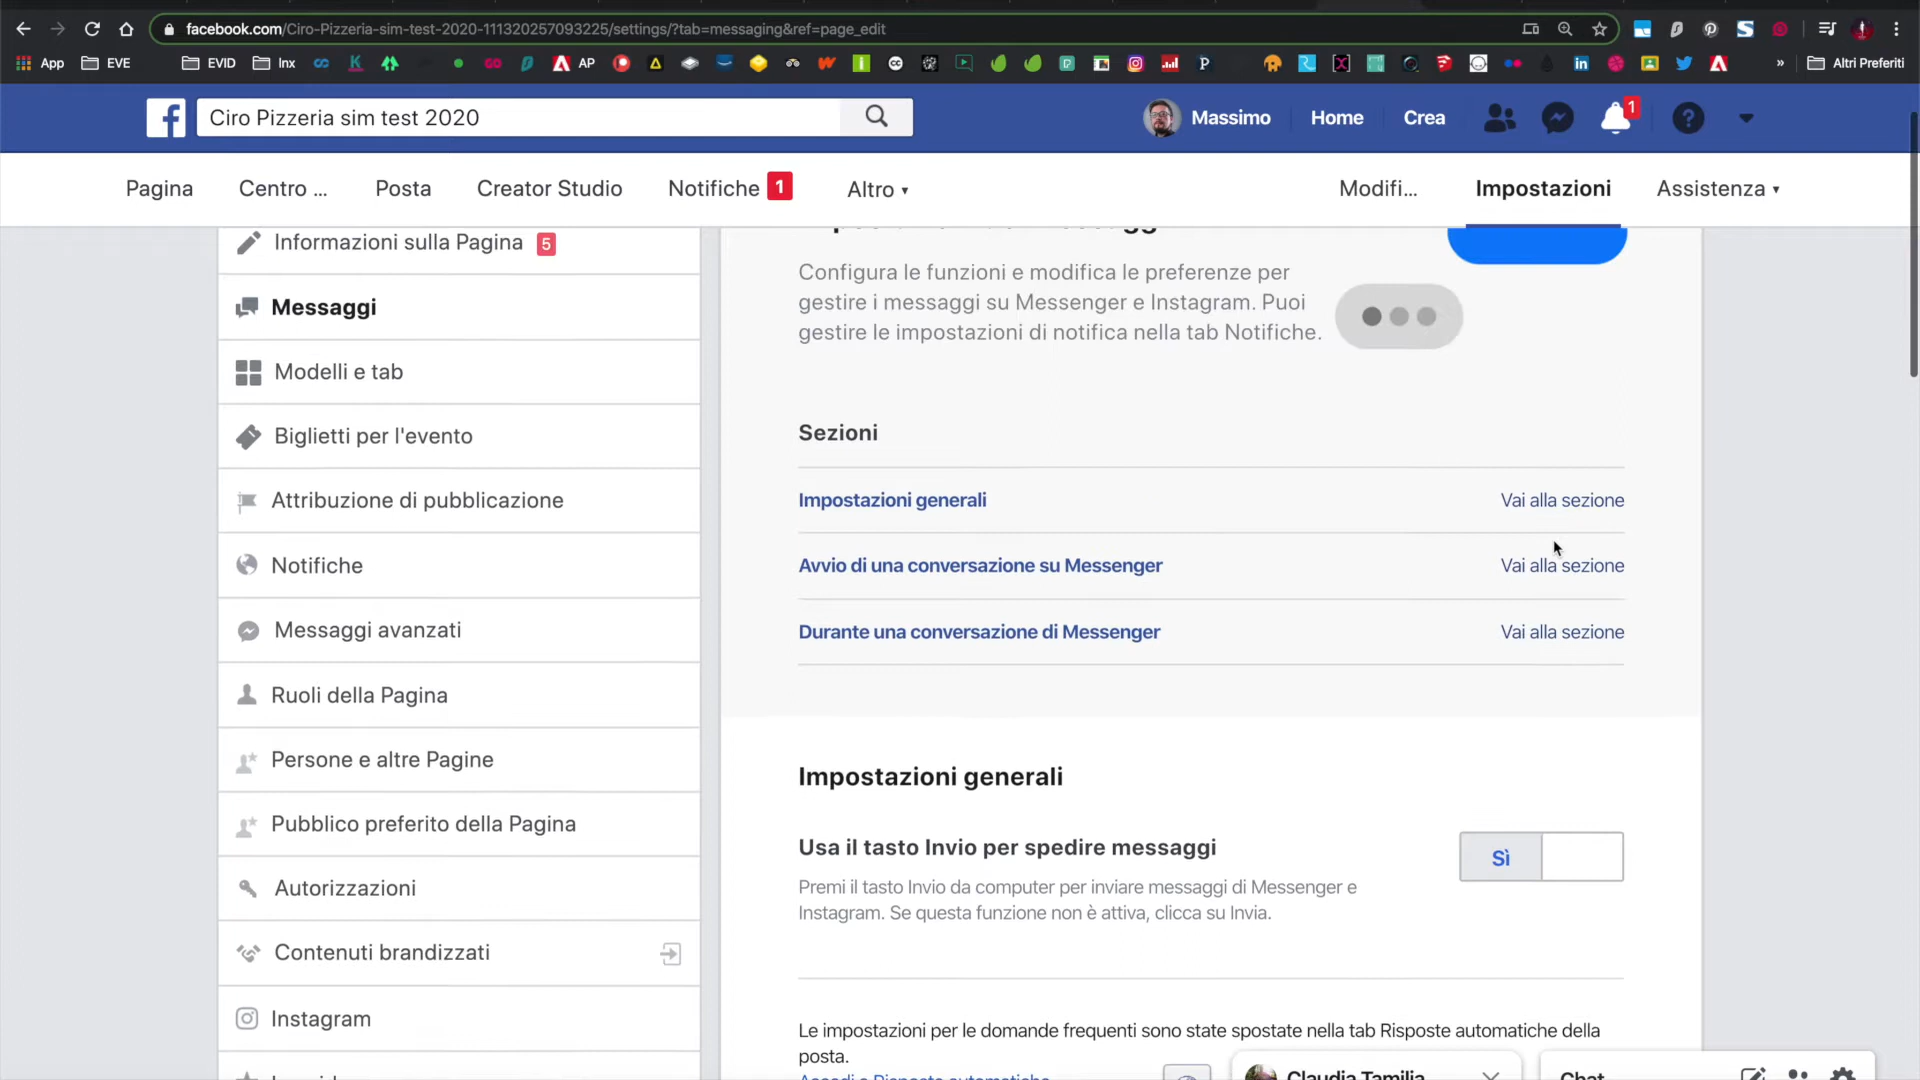 facebook.com/Ciro-Pizzeria-sim-test-2020-111320257093225/settings/?tab=messaging&ref=page_edit
App EVE EVID Inx AP Altri Preferiti
Ciro Pizzeria sim test 2020
Massimo Home Crea 1
Pagina Centro ... Posta Creator Studio Notifiche 1 Altro Modifi... Impostazioni Assistenza
Informazioni sulla Pagina 5
Messaggi
Modelli e tab
Biglietti per l'evento
Attribuzione di pubblicazione
Notifiche
Messaggi avanzati
Ruoli della Pagina
Persone e altre Pagine
Pubblico preferito della Pagina
Autorizzazioni
Contenuti brandizzati
Instagram
Configura le funzioni e modifica le preferenze per
gestire i messaggi su Messenger e Instagram. Puoi
gestire le impostazioni di notifica nella tab Notifiche.
Sezioni
Impostazioni generali Vai alla sezione
Avvio di una conversazione su Messenger Vai alla sezione
Durante una conversazione di Messenger Vai alla sezione
Impostazioni generali
Usa il tasto Invio per spedire messaggi
Sì
Premi il tasto Invio da computer per inviare messaggi di Messenger e
Instagram. Se questa funzione non è attiva, clicca su Invia.
Le impostazioni per le domande frequenti sono state spostate nella tab Risposte automatiche della
posta.
Accedi a Risposte automatiche
Claudia Tamilia
Chat